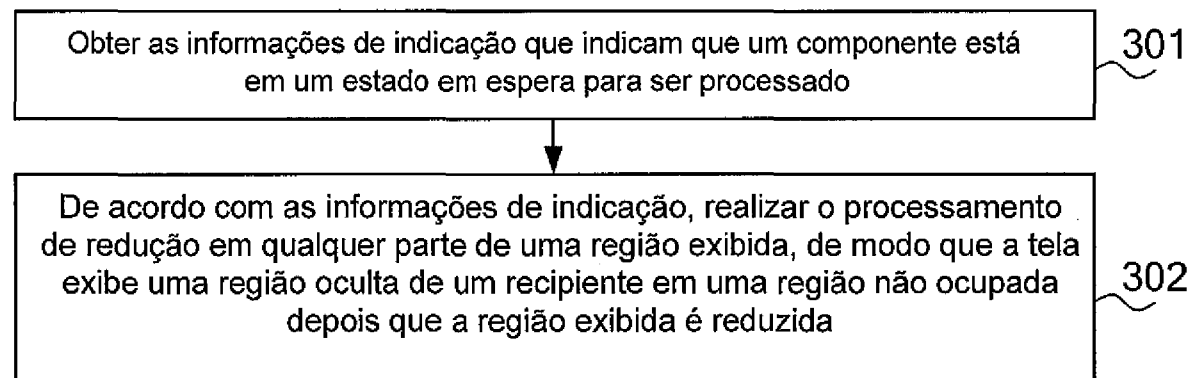 Obter as informações de indicação que indicam que um componente está
em um estado em espera para ser processado
301
De acordo com as informações de indicação, realizar o processamento
de redução em qualquer parte de uma região exibida, de modo que a tela
exibe uma região oculta de um recipiente em uma região não ocupada
depois que a região exibida é reduzida
302